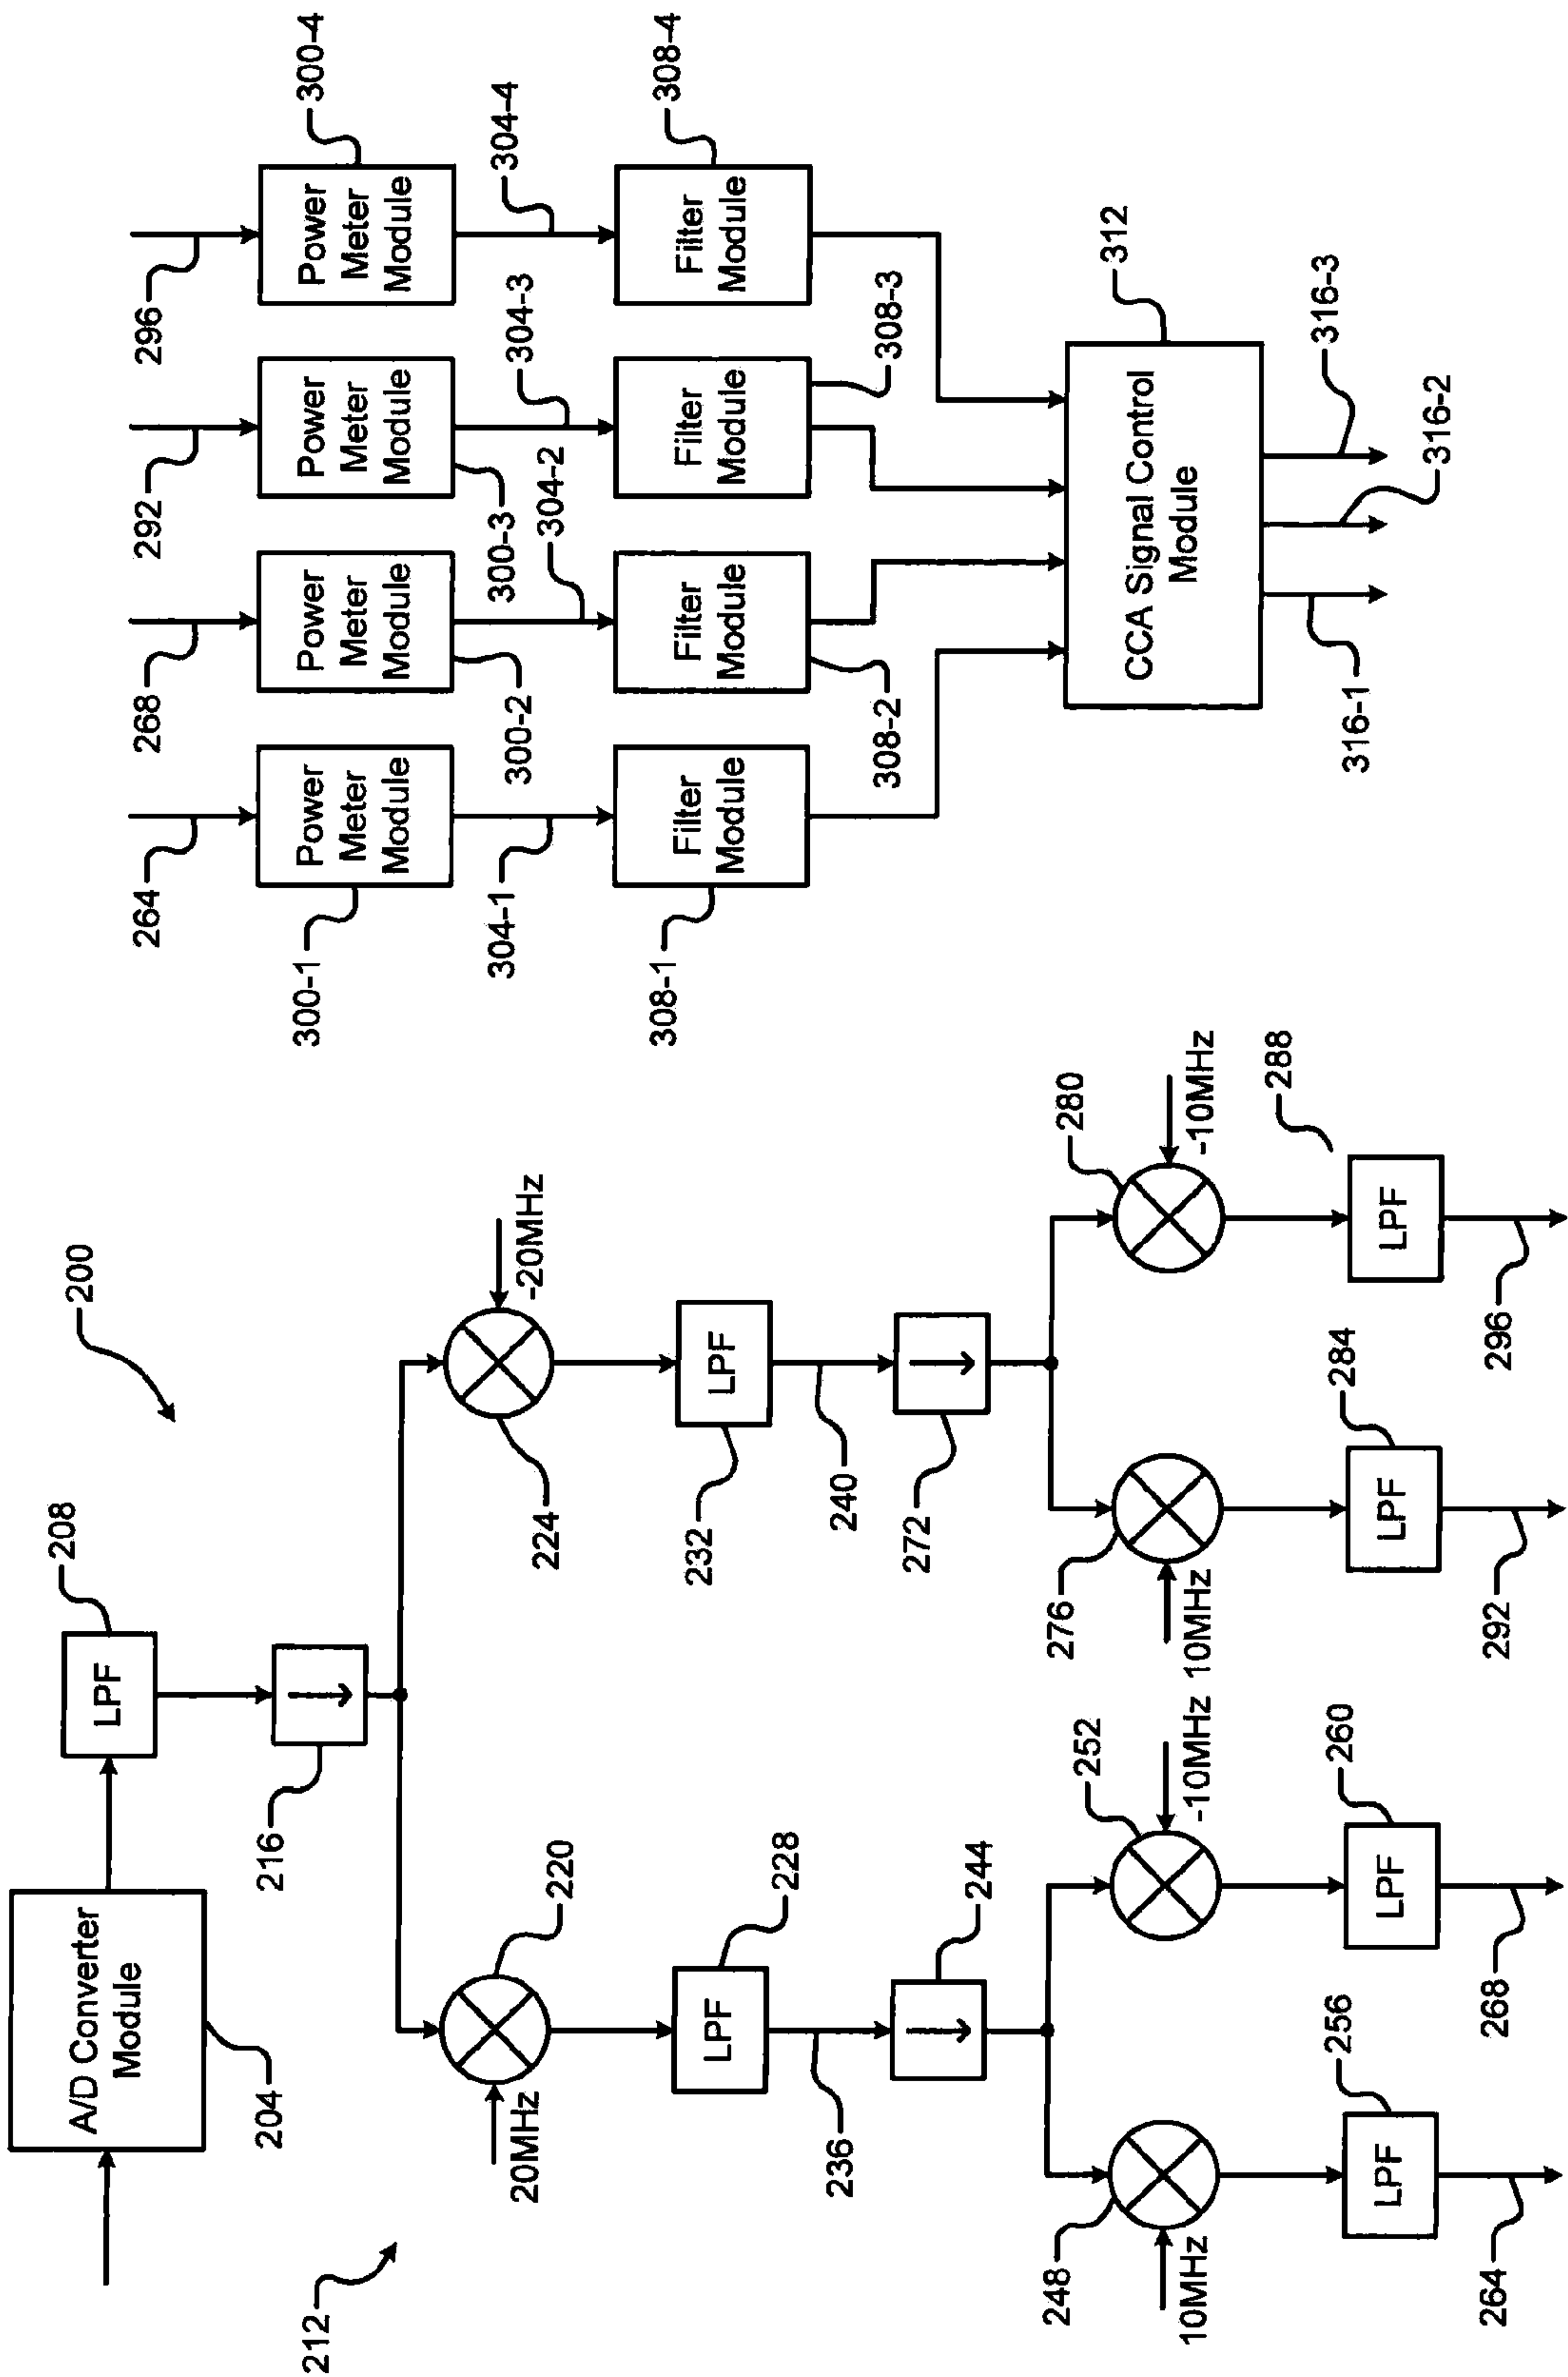 200
212
A/D Converter
Module
204
LPF
208
216
20MHz
220
224
-20MHz
LPF
228
LPF
232
236
240
244
272
10MHz
248
252
-10MHz
10MHz
276
280
-10MHz
LPF
256
LPF
260
LPF
284
LPF
288
264
268
292
296
264
268
292
296
Power
Meter
Module
300-1
Power
Meter
Module
300-2
Power
Meter
Module
300-3
Power
Meter
Module
300-4
304-1
304-2
304-3
304-4
Filter
Module
308-1
Filter
Module
308-2
Filter
Module
308-3
Filter
Module
308-4
CCA Signal Control
Module
312
316-1
316-2
316-3